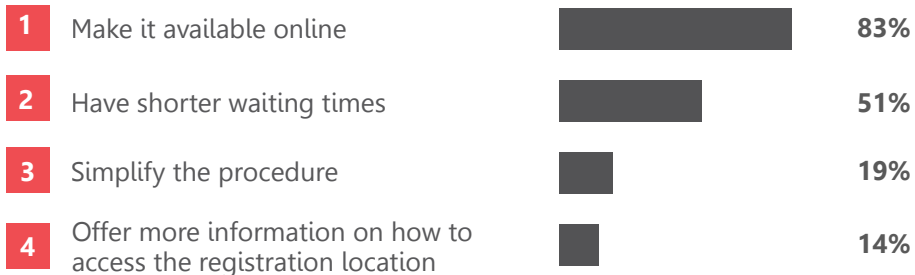 1 Make it available online 83%
2 Have shorter waiting times 51%
3 Simplify the procedure 19%
4 Offer more information on how to
access the registration location 14%